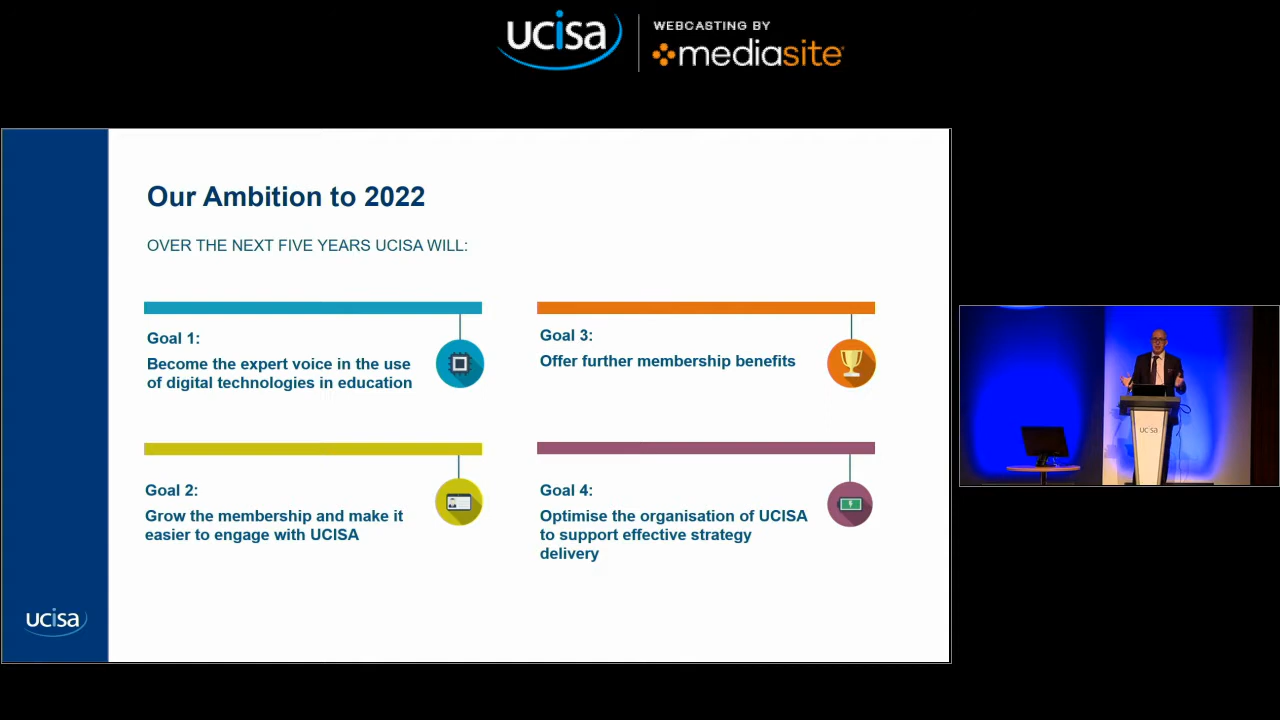 ucisa
WEBCASTING BY
mediasite
Our Ambition to 2022
OVER THE NEXT FIVE YEARS UCISA WILL:
Goal 1:
Become the expert voice in the use
of digital technologies in education
Goal 3:
Offer further membership benefits
Goal 2:
Grow the membership and make it
easier to engage with UCISA
Goal 4:
Optimise the organisation of UCISA
to support effective strategy
delivery
ucisa
ucisa